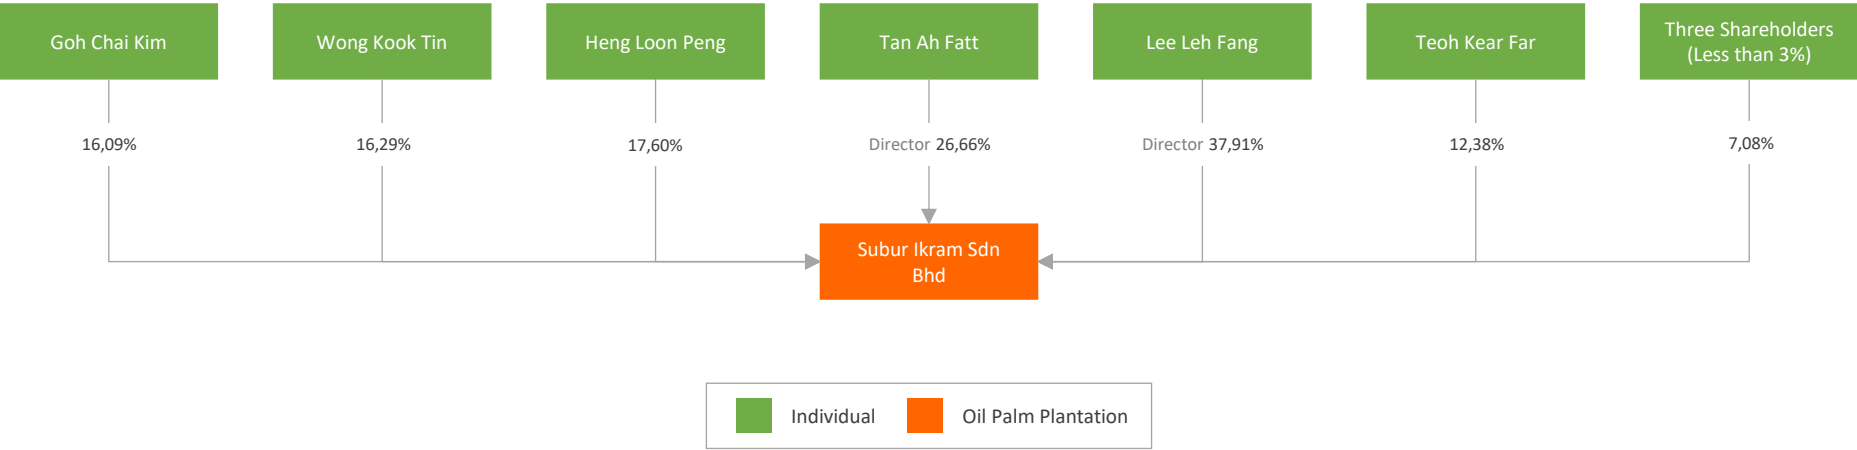 Goh Chai Kim
Wong Kook Tin
Heng Loon Peng
Tan Ah Fatt
Lee Leh Fang
Teoh Kear Far
Three Shareholders
(Less than 3%)
16,09%
16,29%
17,60%
Director 26,66%
Director 37,91%
12,38%
7,08%
Subur Ikram Sdn
Bhd
Individual
Oil Palm Plantation